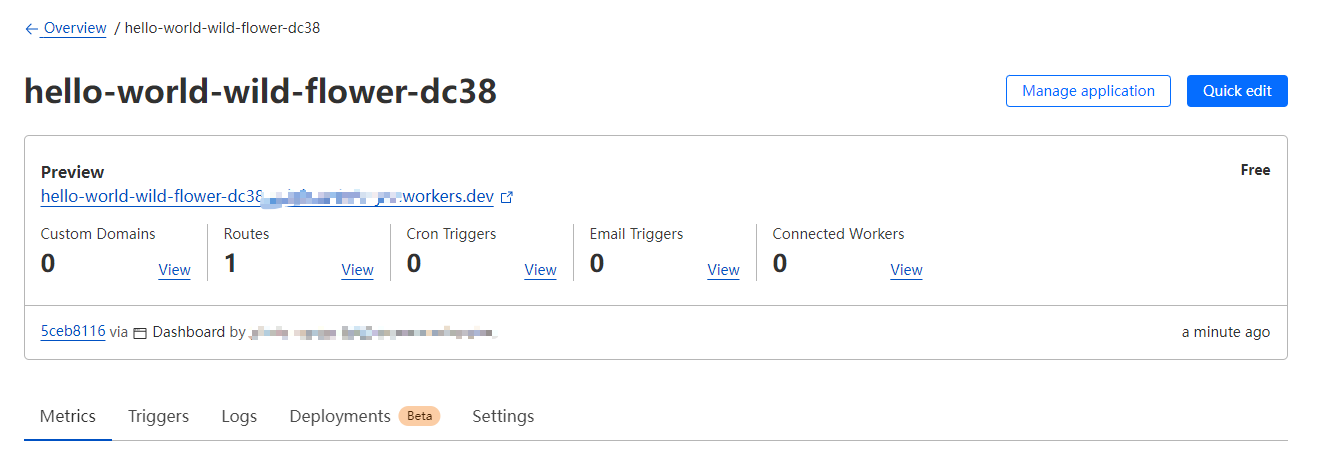 ← Overview / hello-world-wild-flower-dc38
hello-world-wild-flower-dc38
Manage application
Quick edit
Preview
Free
hello-world-wild-flower-dc38 .workers.dev
Custom Domains
0
View
Routes
1
View
Cron Triggers
0
View
Email Triggers
0
View
Connected Workers
0
View
5ceb8116 via Dashboard by
a minute ago
Metrics Triggers Logs Deployments Beta Settings